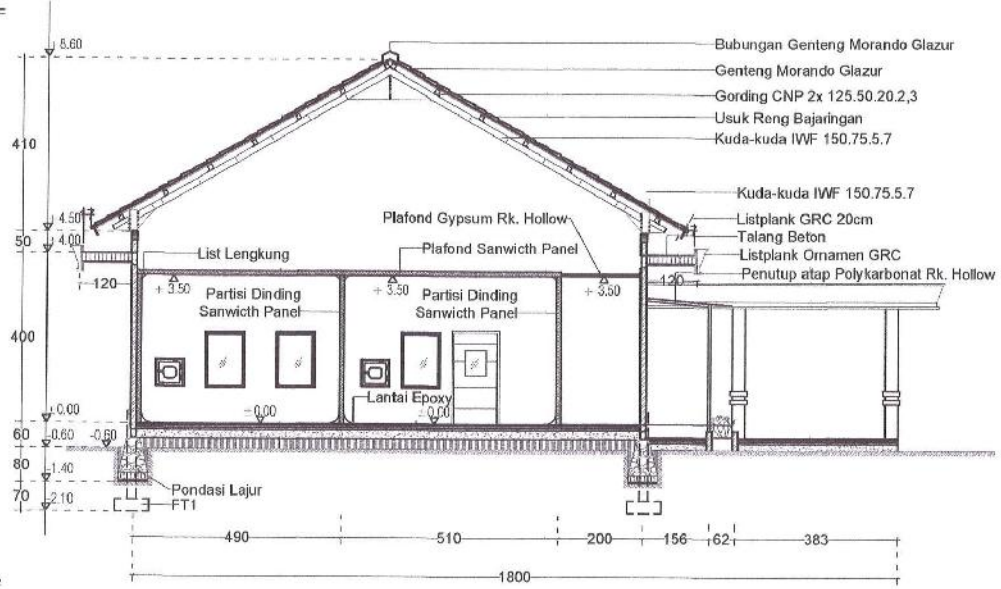 8.60
Bubungan Genteng Morando Glazur
Genteng Morando Glazur
Gording CNP 2x 125.50.20.2,3
Usuk Reng Bajaringan
Kuda-kuda IWF 150.75.5.7
410
Kuda-kuda IWF 150.75.5.7
4.50
Plafond Gypsum Rk. Hollow
Listplank GRC 20cm
Talang Beton
50
4.00
List Lengkung
Plafond Sanwicth Panel
Listplank Ornamen GRC
Penutup atap Polykarbonat Rk. Hollow
120
+ 3.50
+ 3.50
+ 3.50
120
Partisi Dinding
Sanwicth Panel
Partisi Dinding
Sanwicth Panel
400
Lantai Epoxy
±0.00
±0.00
±0.00
60
-0.60
-0.60
80
-1.40
Pondasi Lajur
70
-2.10
FT1
490
510
200
156
62
383
1800